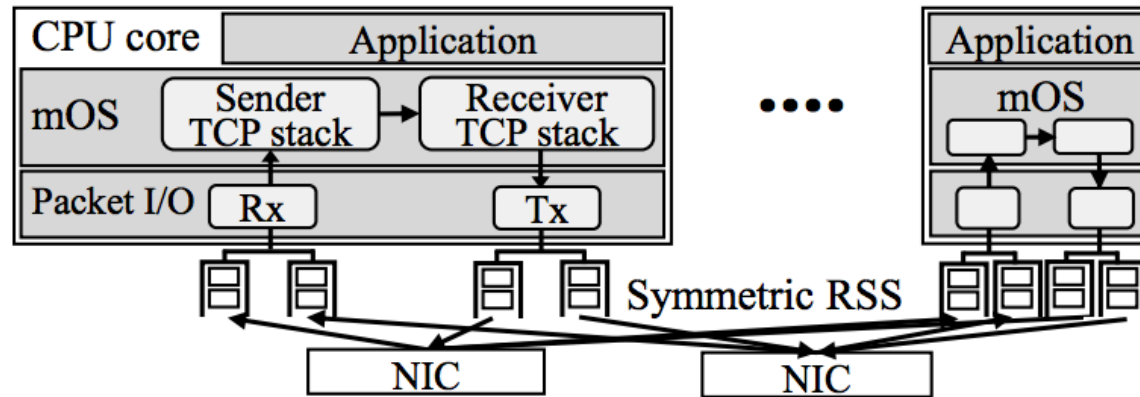 CPU core
Application
mOS
Sender
TCP stack
Receiver
TCP stack
Packet I/O
Rx
Tx
Application
mOS
Symmetric RSS
NIC
NIC